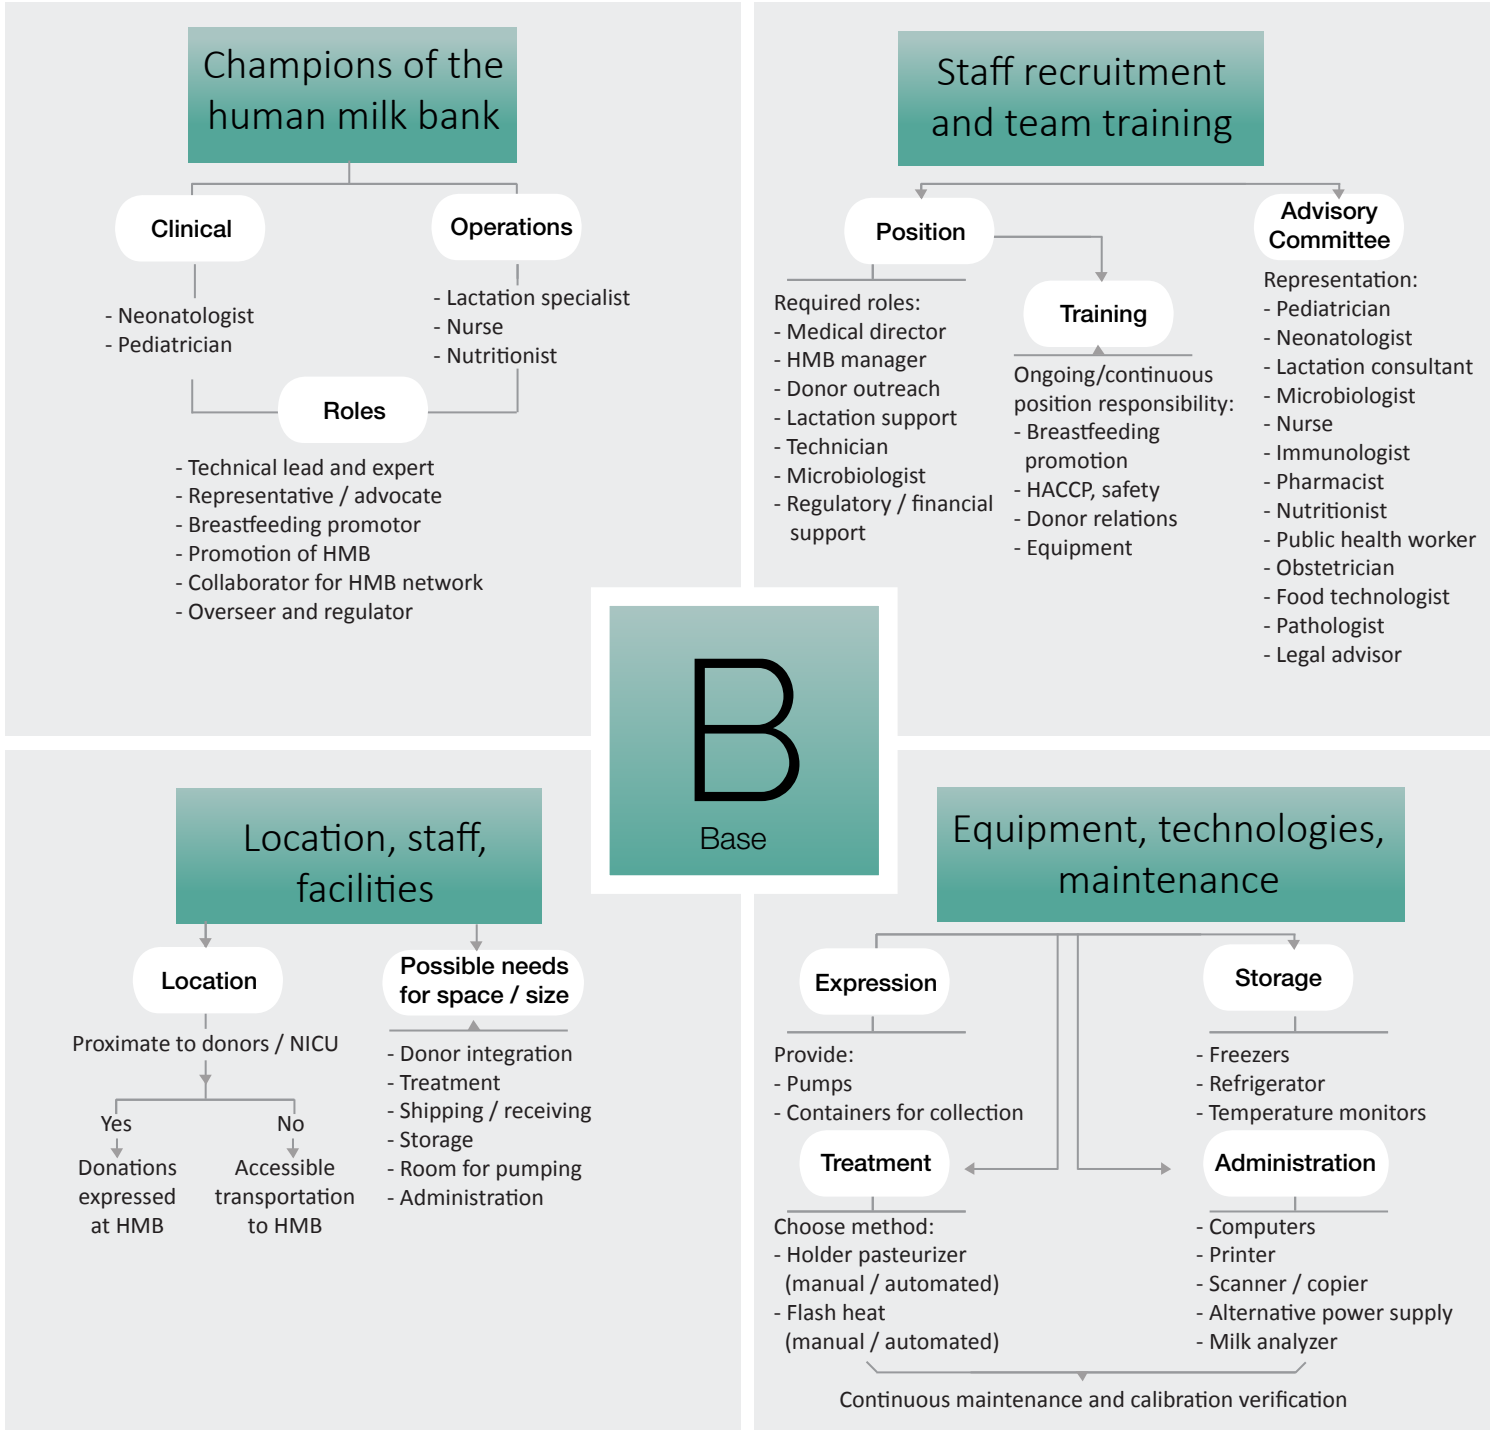 Champions of the
human milk bank
Clinical
- Neonatologist
- Pediatrician
Operations
- Lactation specialist
- Nurse
- Nutritionist
Roles
- Technical lead and expert
- Representative / advocate
- Breastfeeding promotor
- Promotion of HMB
- Collaborator for HMB network
- Overseer and regulator
Staff recruitment
and team training
Position
Required roles:
- Medical director
- HMB manager
- Donor outreach
- Lactation support
- Technician
- Microbiologist
- Regulatory / financial
support
Training
Ongoing/continuous
position responsibility:
- Breastfeeding
promotion
- HACCP, safety
- Donor relations
- Equipment
Advisory
Committee
Representation:
- Pediatrician
- Neonatologist
- Lactation consultant
- Microbiologist
- Nurse
- Immunologist
- Pharmacist
- Nutritionist
- Public health worker
- Obstetrician
- Food technologist
- Pathologist
- Legal advisor
B
Base
Location, staff,
facilities
Location
Proximate to donors / NICU
Yes
Donations
expressed
at HMB
No
Accessible
transportation
to HMB
Possible needs
for space / size
- Donor integration
- Treatment
- Shipping / receiving
- Storage
- Room for pumping
- Administration
Equipment, technologies,
maintenance
Expression
Provide:
- Pumps
- Containers for collection
Storage
- Freezers
- Refrigerator
- Temperature monitors
Treatment
Choose method:
- Holder pasteurizer
(manual / automated)
- Flash heat
(manual / automated)
Administration
- Computers
- Printer
- Scanner / copier
- Alternative power supply
- Milk analyzer
Continuous maintenance and calibration verification